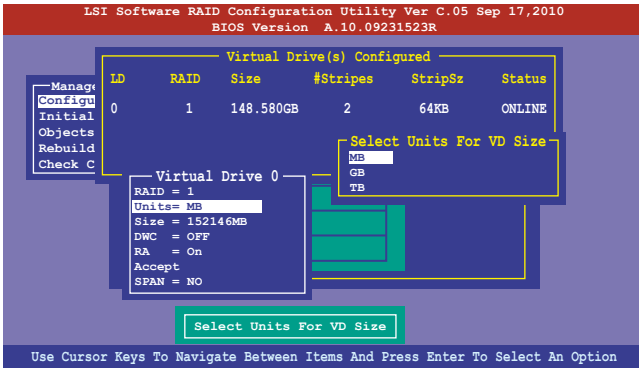 LSI Software RAID Configuration Utility Ver C.05 Sep 17,2010
BIOS Version A.10.09231523R
Virtual Drive(s) Configured
LD RAID Size #Stripes StripSz Status
0 1 148.580GB 2 64KB ONLINE
Manage
Configu
Initial
Objects
Rebuild
Check C
Select Units For VD Size
MB
GB
TB
Virtual Drive 0
RAID = 1
Units= MB
Size = 152146MB
DWC = OFF
RA = On
Accept
SPAN = NO
Select Units For VD Size
Use Cursor Keys To Navigate Between Items And Press Enter To Select An Option